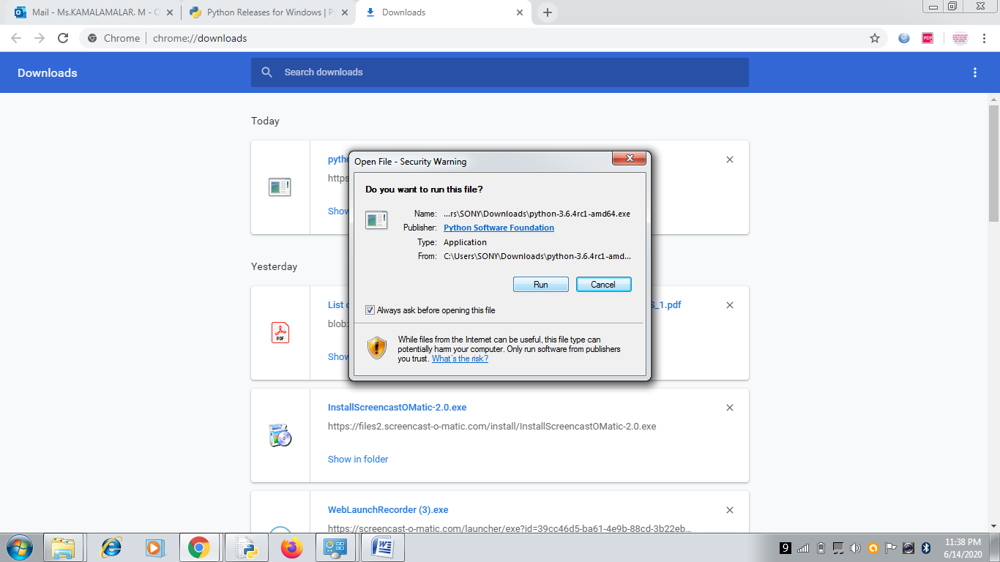 Mail - Ms.KAMALAMALAR. M - O
Python Releases for Windows | P
Downloads
Chrome
chrome://downloads
PDF
Downloads
Search downloads
Today
pytho
https
Show
Open File - Security Warning
Do you want to run this file?
Name: ...rs\SONY\Downloads\python-3.6.4rc1-amd64.exe
Publisher: Python Software Foundation
Type: Application
From: C:\Users\SONY\Downloads\python-3.6.4rc1-amd...
Run Cancel
Always ask before opening this file
While files from the Internet can be useful, this file type can
potentially harm your computer. Only run software from publishers
you trust. What's the risk?
Yesterday
List S_1.pdf
PDF
blob:
Show
InstallScreencastOMatic-2.0.exe
https://files2.screencast-o-matic.com/install/InstallScreencastOMatic-2.0.exe
Show in folder
WebLaunchRecorder (3).exe
https://screencast-o-matic.com/launcher/exe?id=39cc46d5-ba61-4e9b-88cd-3b22eb...
9
11:38 PM
6/14/2020